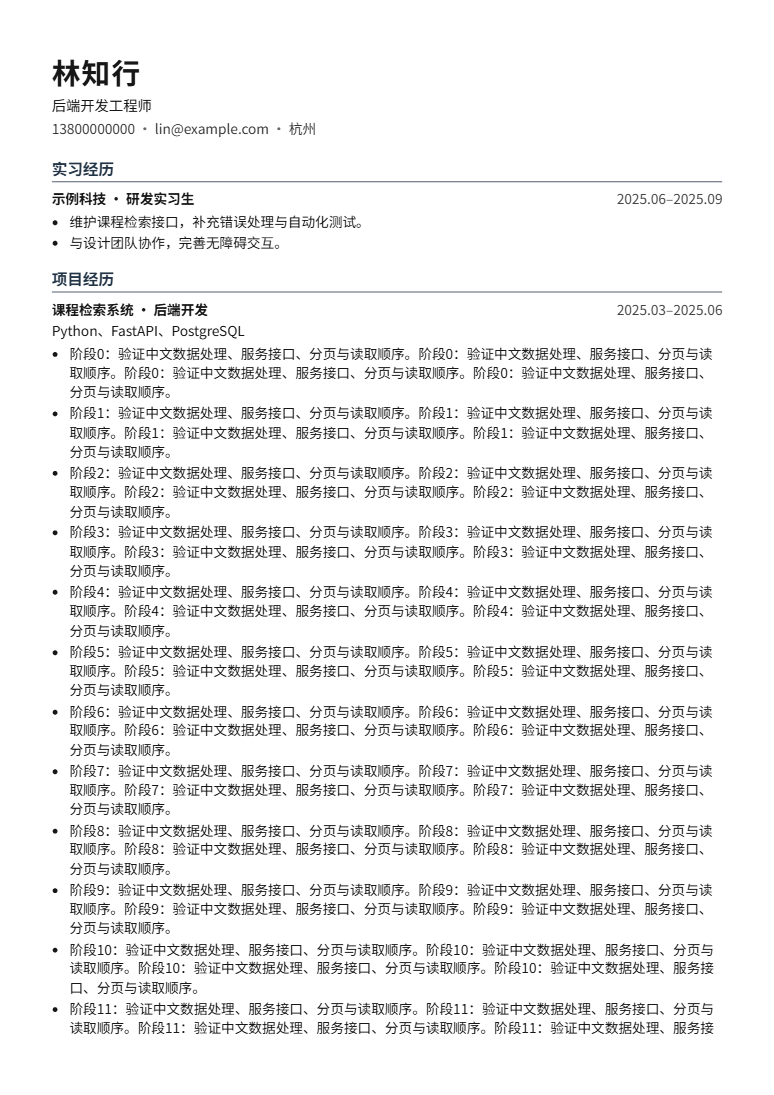 林知行
后端开发工程师
13800000000 · lin@example.com · 杭州
实习经历
示例科技 · 研发实习生 2025.06–2025.09
• 维护课程检索接口，补充错误处理与自动化测试。
• 与设计团队协作，完善无障碍交互。
项目经历
课程检索系统 · 后端开发 2025.03–2025.06
Python、FastAPI、PostgreSQL
• 阶段0：验证中文数据处理、服务接口、分页与读取顺序。阶段0：验证中文数据处理、服务接口、分页与读
取顺序。阶段0：验证中文数据处理、服务接口、分页与读取顺序。阶段0：验证中文数据处理、服务接口、
分页与读取顺序。
• 阶段1：验证中文数据处理、服务接口、分页与读取顺序。阶段1：验证中文数据处理、服务接口、分页与读
取顺序。阶段1：验证中文数据处理、服务接口、分页与读取顺序。阶段1：验证中文数据处理、服务接口、
分页与读取顺序。
• 阶段2：验证中文数据处理、服务接口、分页与读取顺序。阶段2：验证中文数据处理、服务接口、分页与读
取顺序。阶段2：验证中文数据处理、服务接口、分页与读取顺序。阶段2：验证中文数据处理、服务接口、
分页与读取顺序。
• 阶段3：验证中文数据处理、服务接口、分页与读取顺序。阶段3：验证中文数据处理、服务接口、分页与读
取顺序。阶段3：验证中文数据处理、服务接口、分页与读取顺序。阶段3：验证中文数据处理、服务接口、
分页与读取顺序。
• 阶段4：验证中文数据处理、服务接口、分页与读取顺序。阶段4：验证中文数据处理、服务接口、分页与读
取顺序。阶段4：验证中文数据处理、服务接口、分页与读取顺序。阶段4：验证中文数据处理、服务接口、
分页与读取顺序。
• 阶段5：验证中文数据处理、服务接口、分页与读取顺序。阶段5：验证中文数据处理、服务接口、分页与读
取顺序。阶段5：验证中文数据处理、服务接口、分页与读取顺序。阶段5：验证中文数据处理、服务接口、
分页与读取顺序。
• 阶段6：验证中文数据处理、服务接口、分页与读取顺序。阶段6：验证中文数据处理、服务接口、分页与读
取顺序。阶段6：验证中文数据处理、服务接口、分页与读取顺序。阶段6：验证中文数据处理、服务接口、
分页与读取顺序。
• 阶段7：验证中文数据处理、服务接口、分页与读取顺序。阶段7：验证中文数据处理、服务接口、分页与读
取顺序。阶段7：验证中文数据处理、服务接口、分页与读取顺序。阶段7：验证中文数据处理、服务接口、
分页与读取顺序。
• 阶段8：验证中文数据处理、服务接口、分页与读取顺序。阶段8：验证中文数据处理、服务接口、分页与读
取顺序。阶段8：验证中文数据处理、服务接口、分页与读取顺序。阶段8：验证中文数据处理、服务接口、
分页与读取顺序。
• 阶段9：验证中文数据处理、服务接口、分页与读取顺序。阶段9：验证中文数据处理、服务接口、分页与读
取顺序。阶段9：验证中文数据处理、服务接口、分页与读取顺序。阶段9：验证中文数据处理、服务接口、
分页与读取顺序。
• 阶段10：验证中文数据处理、服务接口、分页与读取顺序。阶段10：验证中文数据处理、服务接口、分页与
读取顺序。阶段10：验证中文数据处理、服务接口、分页与读取顺序。阶段10：验证中文数据处理、服务接
口、分页与读取顺序。
• 阶段11：验证中文数据处理、服务接口、分页与读取顺序。阶段11：验证中文数据处理、服务接口、分页与
读取顺序。阶段11：验证中文数据处理、服务接口、分页与读取顺序。阶段11：验证中文数据处理、服务接